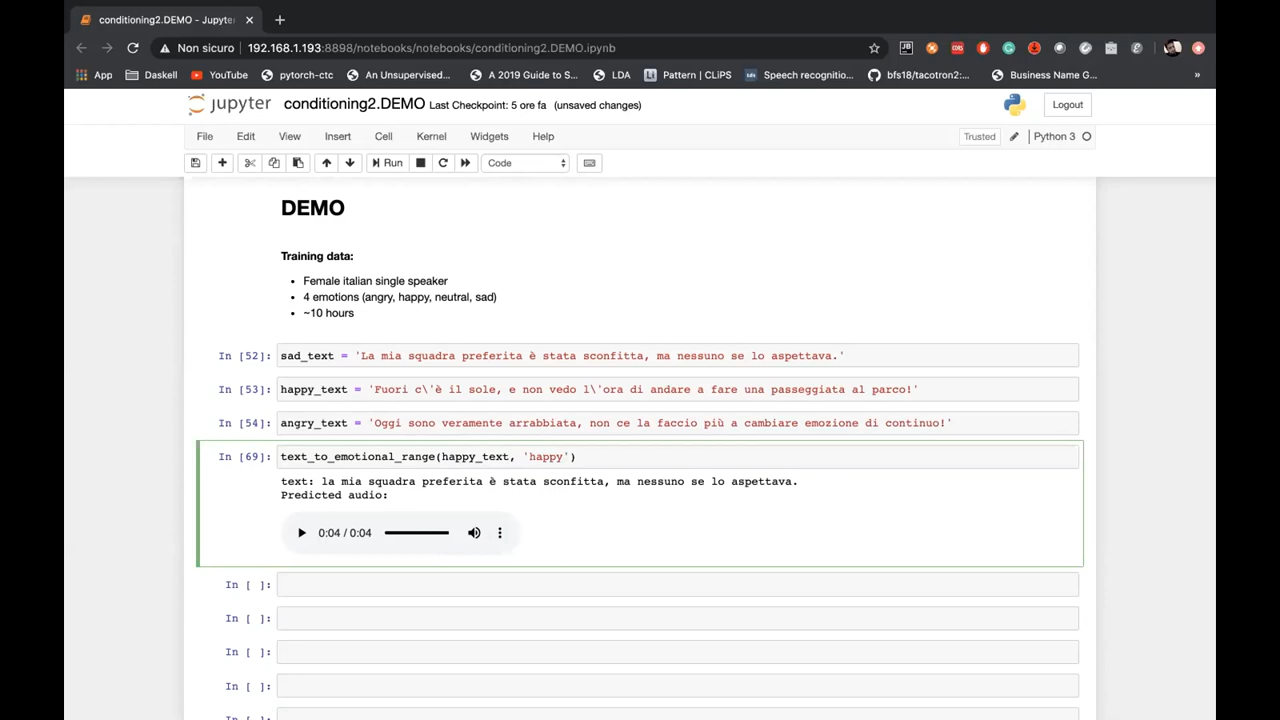 conditioning2.DEMO - Jupyter
Non sicuro 192.168.1.193:8898/notebooks/notebooks/conditioning2.DEMO.ipynb
App Daskell YouTube pytorch-ctc An Unsupervised... A 2019 Guide to S... LDA Pattern | CLiPS Speech recognitio... bfs18/tacotron2:... Business Name G... »
jupyter conditioning2.DEMO Last Checkpoint: 5 ore fa (unsaved changes) Logout
File Edit View Insert Cell Kernel Widgets Help Trusted Python 3
Run Code
DEMO
Training data:
• Female italian single speaker
• 4 emotions (angry, happy, neutral, sad)
• ~10 hours
In [52]: sad_text = 'La mia squadra preferita è stata sconfitta, ma nessuno se lo aspettava.'
In [53]: happy_text = 'Fuori c\'è il sole, e non vedo l\'ora di andare a fare una passeggiata al parco!'
In [54]: angry_text = 'Oggi sono veramente arrabbiata, non ce la faccio più a cambiare emozione di continuo!'
In [69]: text_to_emotional_range(happy_text, 'happy')
text: la mia squadra preferita è stata sconfitta, ma nessuno se lo aspettava.
Predicted audio:
0:04 / 0:04
In [ ]:
In [ ]:
In [ ]:
In [ ]:
In [ ]: